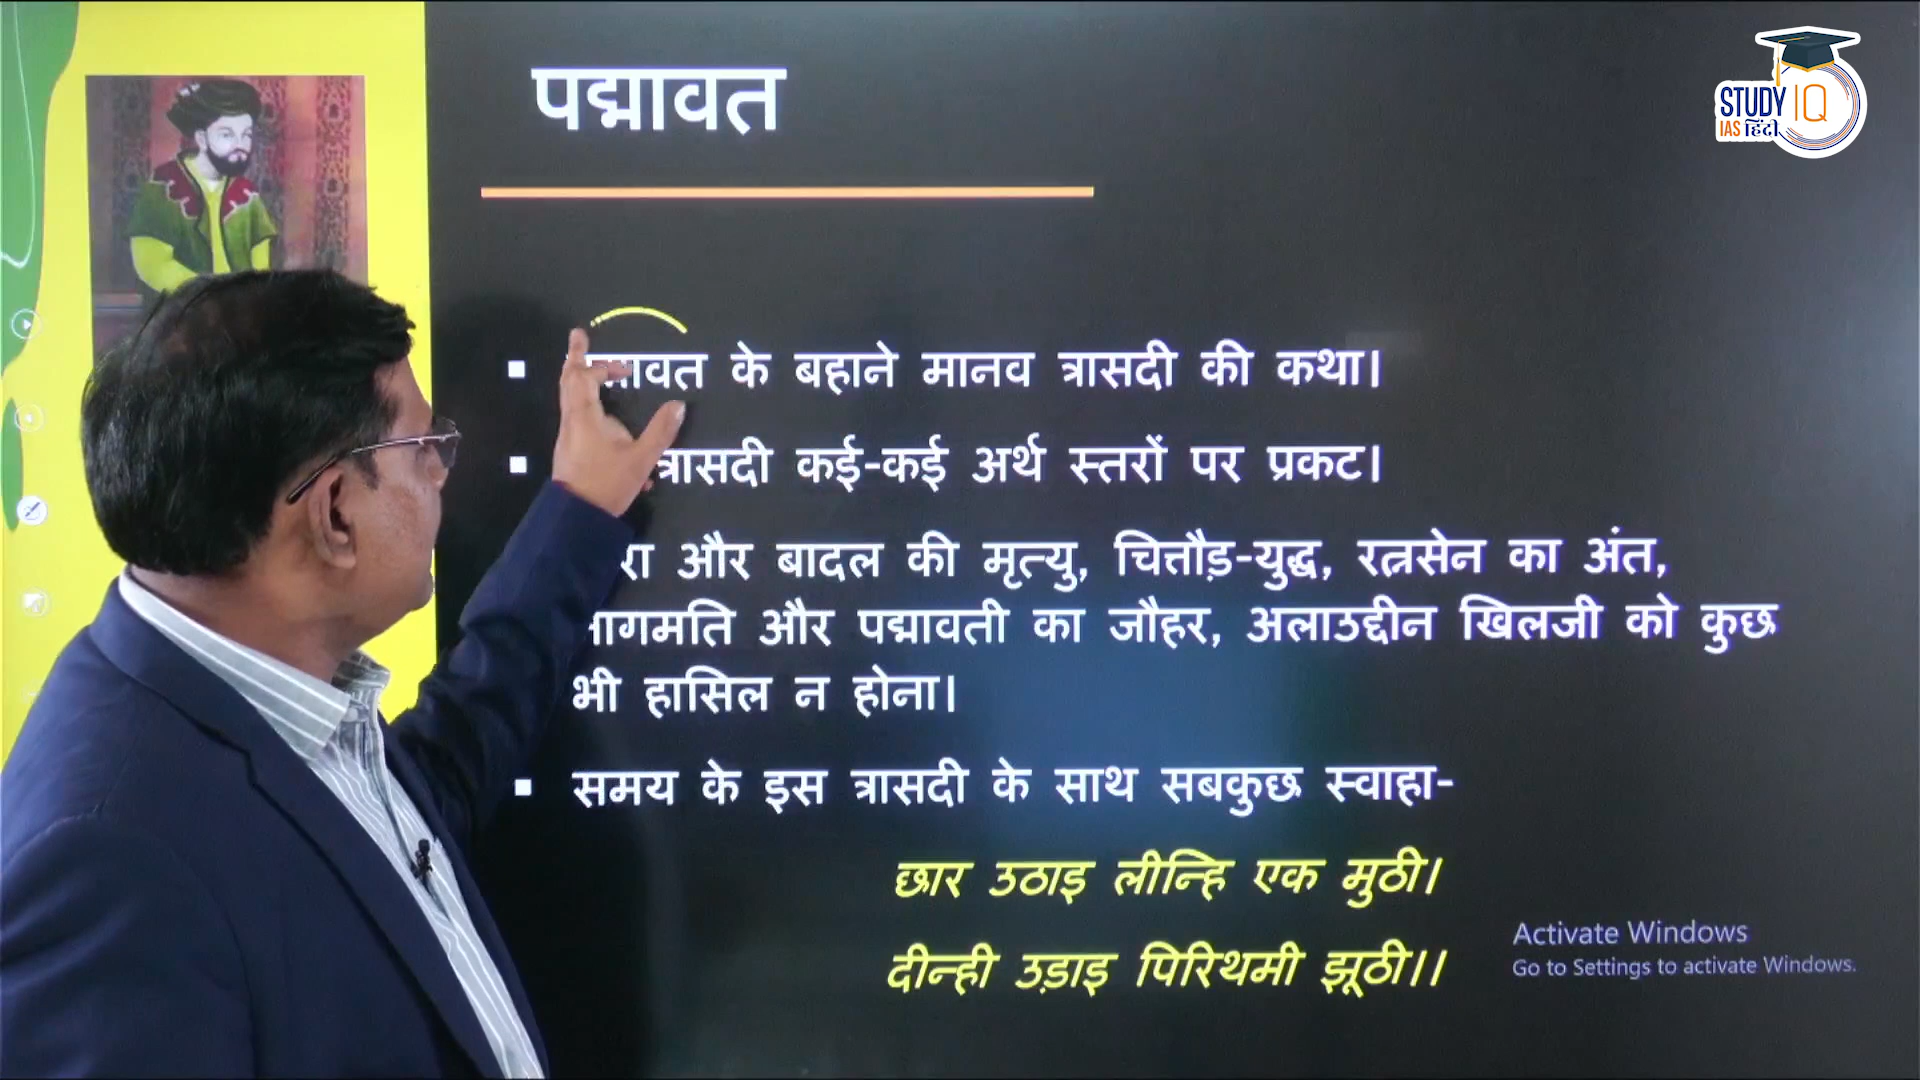 पद्मावत
STUDY IQ
IAS हिंदी
के बहाने मानव त्रासदी की कथा।
त्रासदी कई-कई अर्थ स्तरों पर प्रकट।
और बादल की मृत्यु, चित्तौड़-युद्ध, रत्नसेन का अंत,
और पद्मावती का जौहर, अलाउद्दीन खिलजी को कुछ
भी हासिल न होना।
समय के इस त्रासदी के साथ सबकुछ स्वाहा-
छार उठाइ लीन्हि एक मुठी।
दीन्ही उड़ाइ पिरिथमी झूठी।।
Activate Windows
Go to Settings to activate Windows.